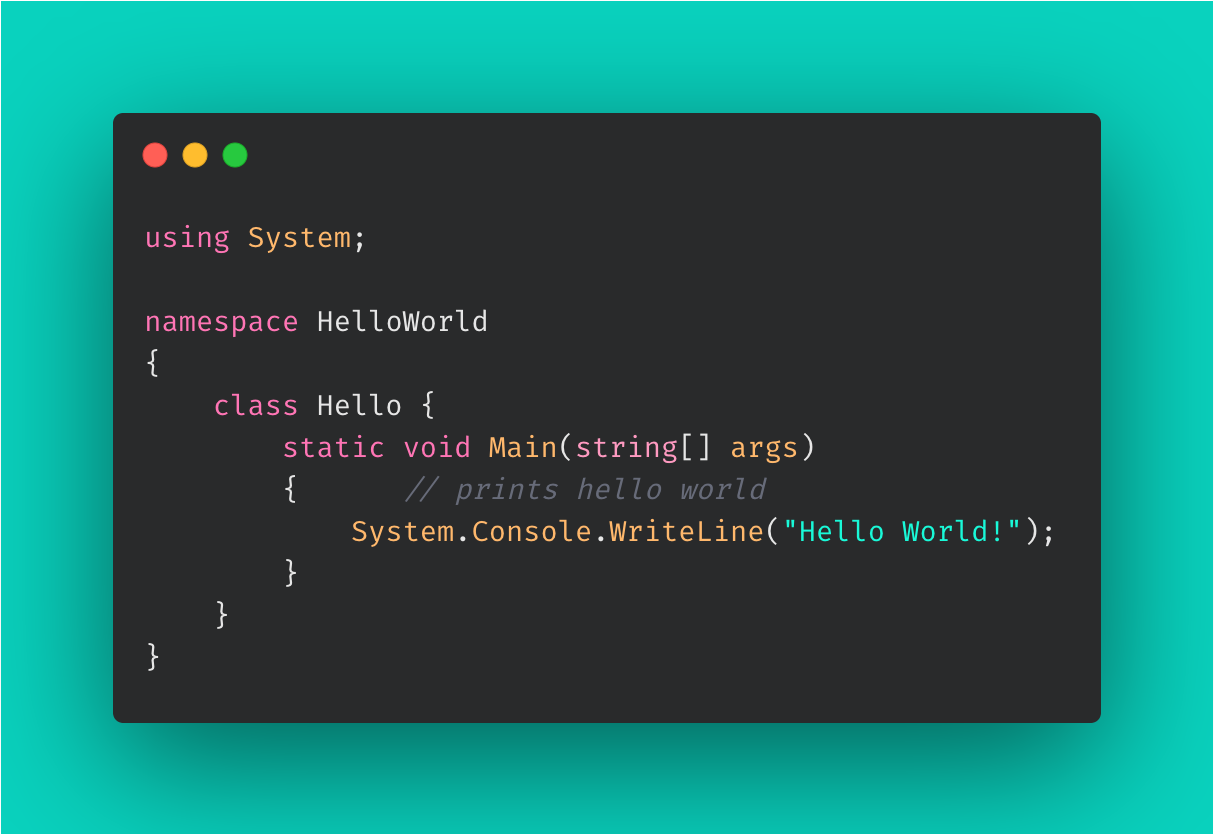 using System;

namespace HelloWorld
{
    class Hello {
        static void Main(string[] args)
        {      // prints hello world
            System.Console.WriteLine("Hello World!");
        }
    }
}